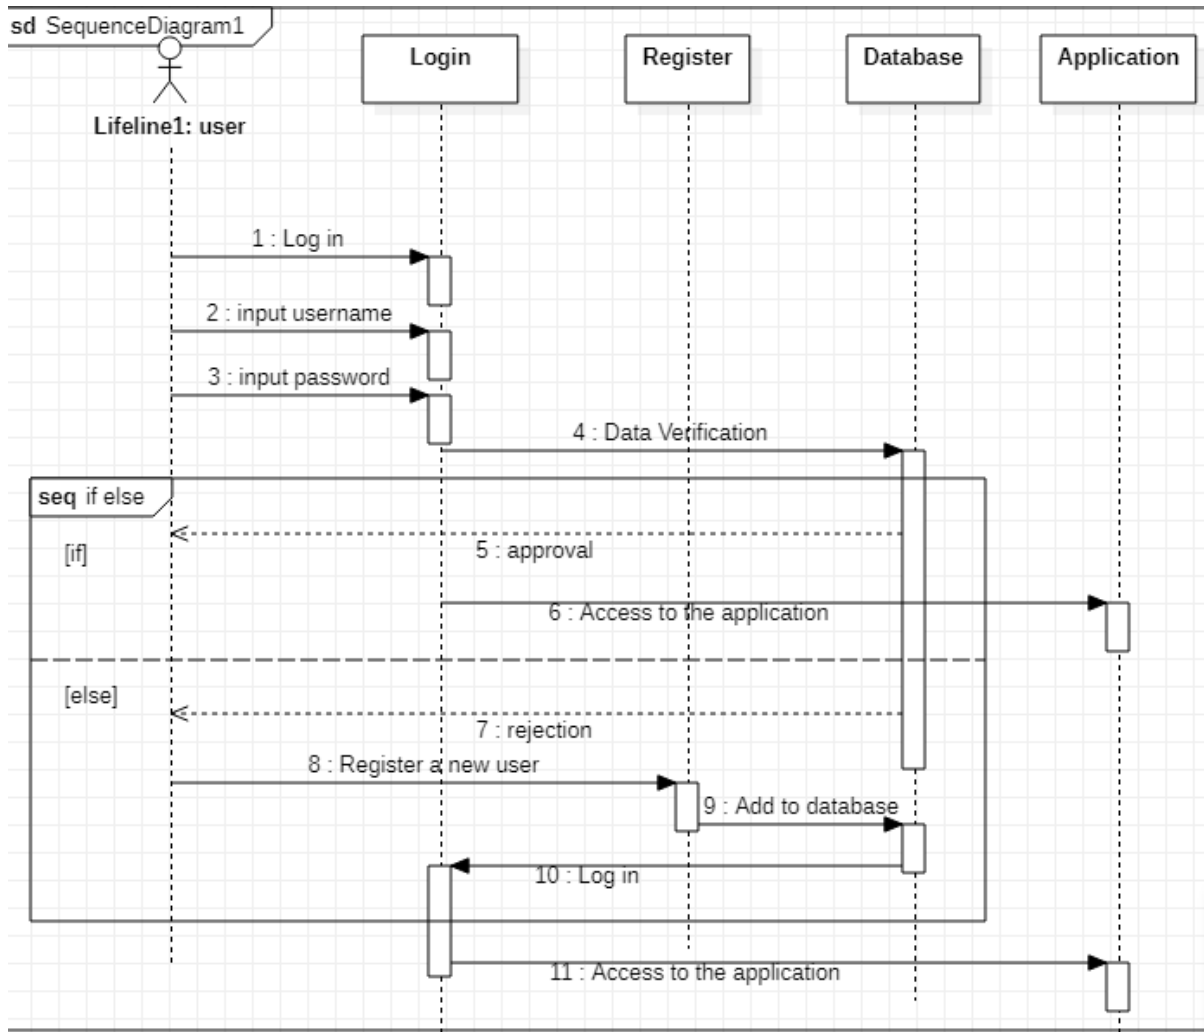 sd SequenceDiagram1
Login
Register
Database
Application
Lifeline1: user
1 : Log in
2 : input username
3 : input password
4 : Data Verification
seq if else
[if]
5 : approval
6 : Access to the application
[else]
7 : rejection
8 : Register a new user
9 : Add to database
10 : Log in
11 : Access to the application